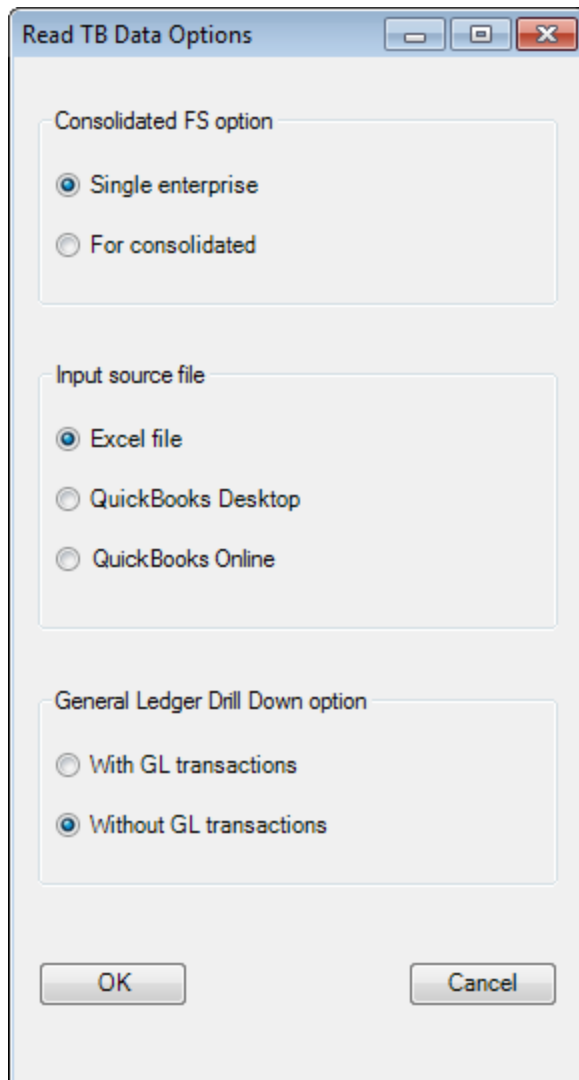 Read TB Data Options
Consolidated FS option
Single enterprise
For consolidated
Input source file
Excel file
QuickBooks Desktop
QuickBooks Online
General Ledger Drill Down option
With GL transactions
Without GL transactions
OK Cancel